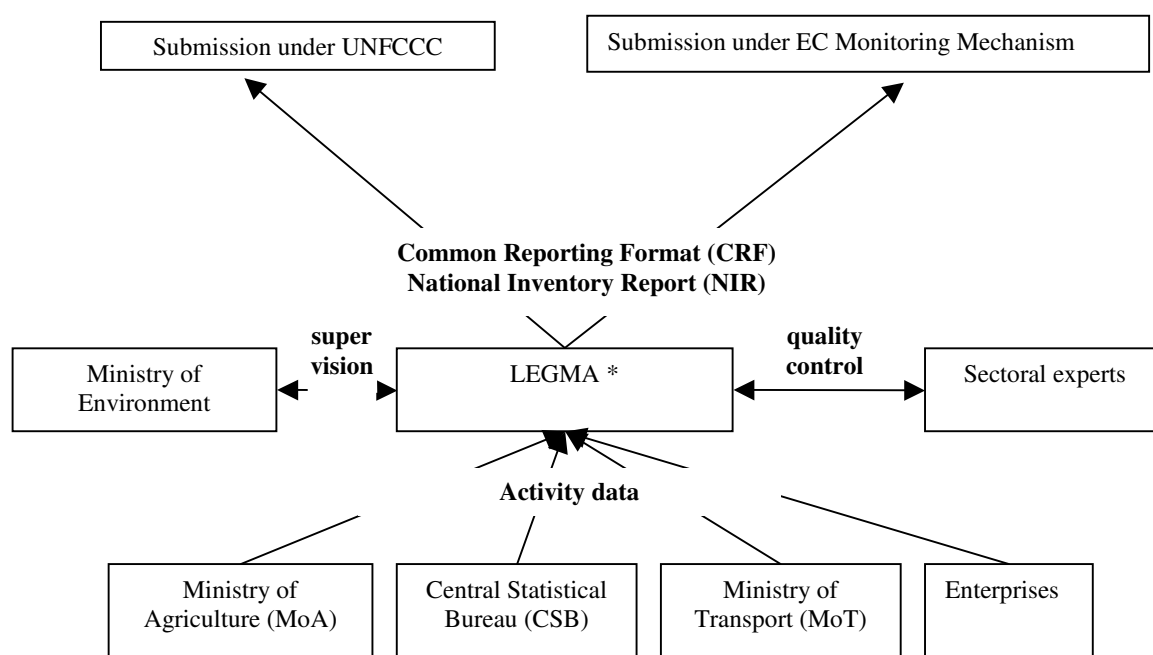 Submission under UNFCCC
Submission under EC Monitoring Mechanism
Common Reporting Format (CRF)
National Inventory Report (NIR)
super
vision
quality
control
Ministry of
Environment
LEGMA *
Sectoral experts
Activity data
Ministry of
Agriculture (MoA)
Central Statistical
Bureau (CSB)
Ministry of
Transport (MoT)
Enterprises